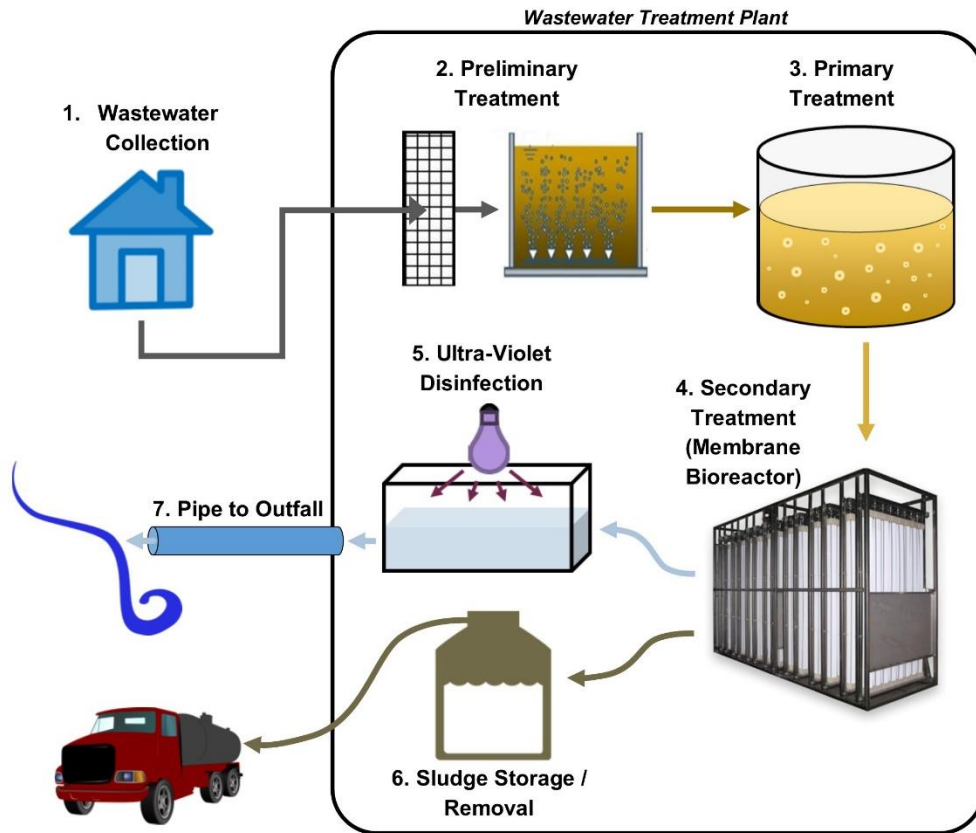 Wastewater Treatment Plant
1. Wastewater
Collection
2. Preliminary
Treatment
3. Primary
Treatment
4. Secondary
Treatment
(Membrane
Bioreactor)
5. Ultra-Violet
Disinfection
6. Sludge Storage /
Removal
7. Pipe to Outfall